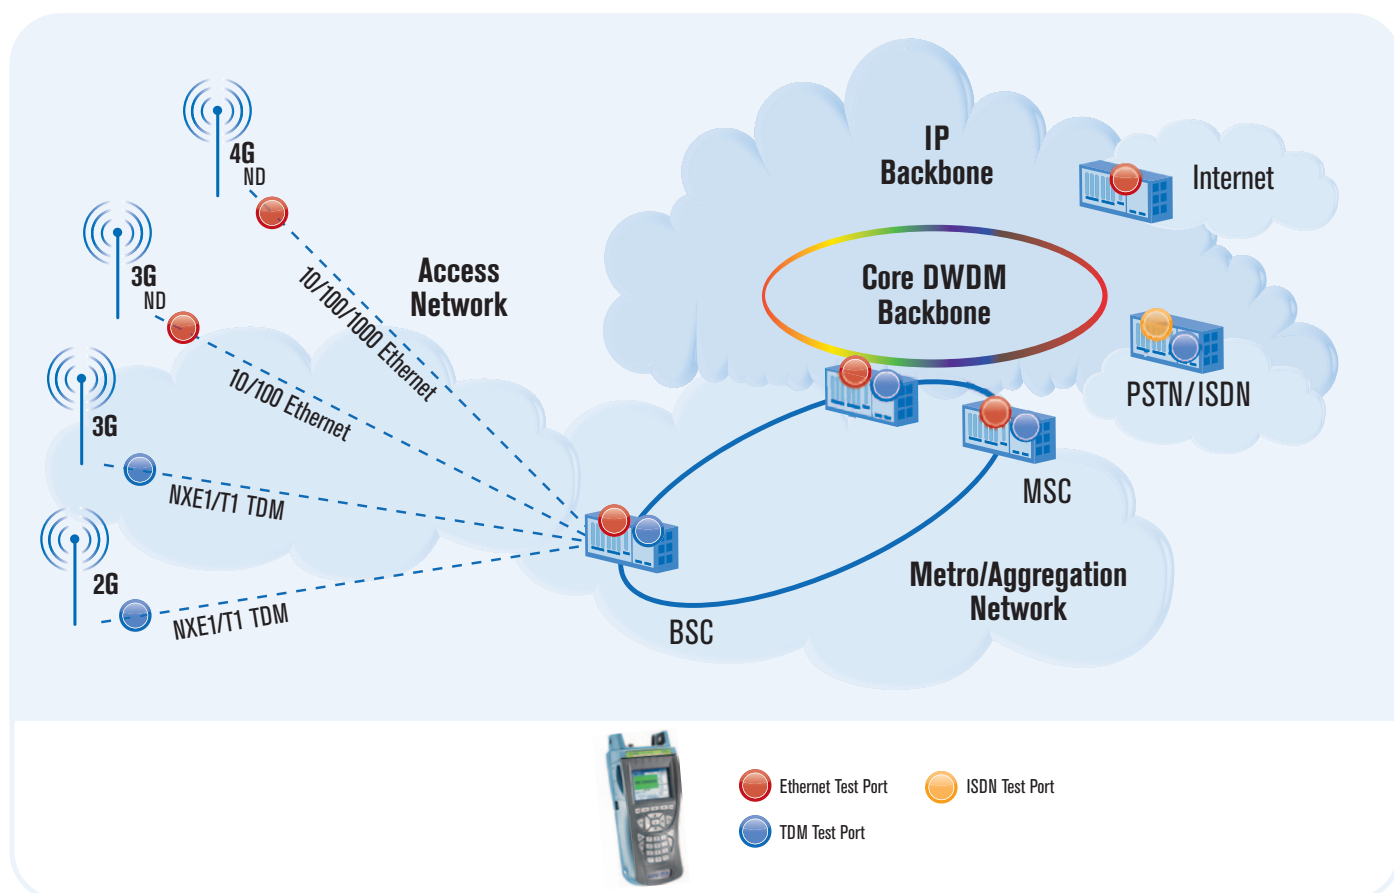 4G
ND
3G
ND
3G
2G
Access
Network
10/100/1000 Ethernet
10/100 Ethernet
NXE1/T1 TDM
NXE1/T1 TDM
IP
Backbone
Internet
Core DWDM
Backbone
PSTN/ISDN
MSC
Metro/Aggregation
Network
BSC
Ethernet Test Port
ISDN Test Port
TDM Test Port